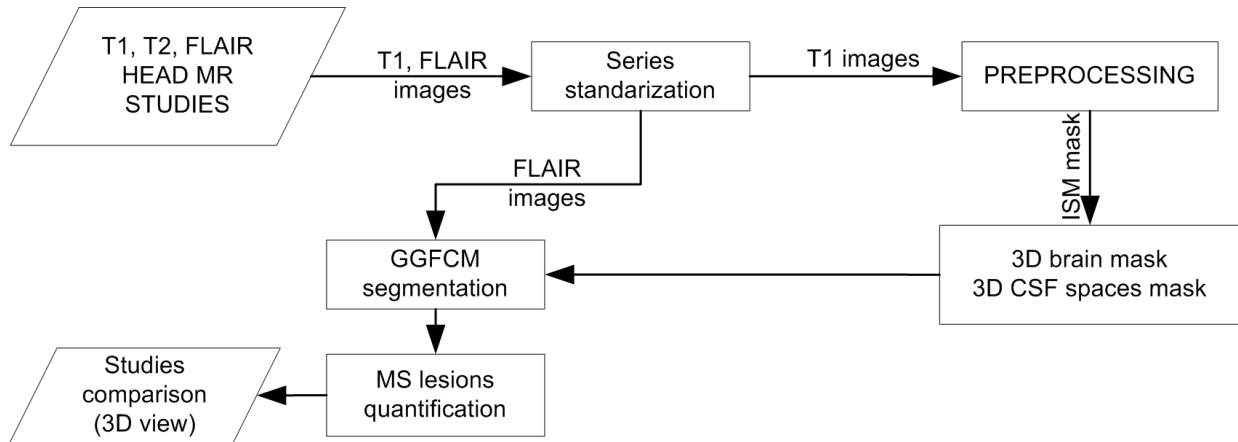 T1, T2, FLAIR
HEAD MR
STUDIES
T1, FLAIR
images
Series
standarization
T1 images
PREPROCESSING
FLAIR
images
ISM mask
GGFCM
segmentation
3D brain mask
3D CSF spaces mask
MS lesions
quantification
Studies
comparison
(3D view)